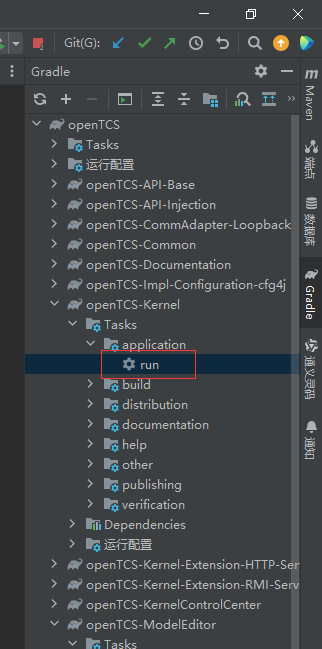 Git(G):
Gradle
openTCS
Tasks
运行配置
openTCS-API-Base
openTCS-API-Injection
openTCS-CommAdapter-Loopback
openTCS-Common
openTCS-Documentation
openTCS-Impl-Configuration-cfg4j
openTCS-Kernel
Tasks
application
run
build
distribution
documentation
help
other
publishing
verification
Dependencies
运行配置
openTCS-Kernel-Extension-HTTP-Ser
openTCS-Kernel-Extension-RMI-Serv
openTCS-KernelControlCenter
openTCS-ModelEditor
Tasks
m
Maven
端点
数据库
Gradle
通义灵码
通知